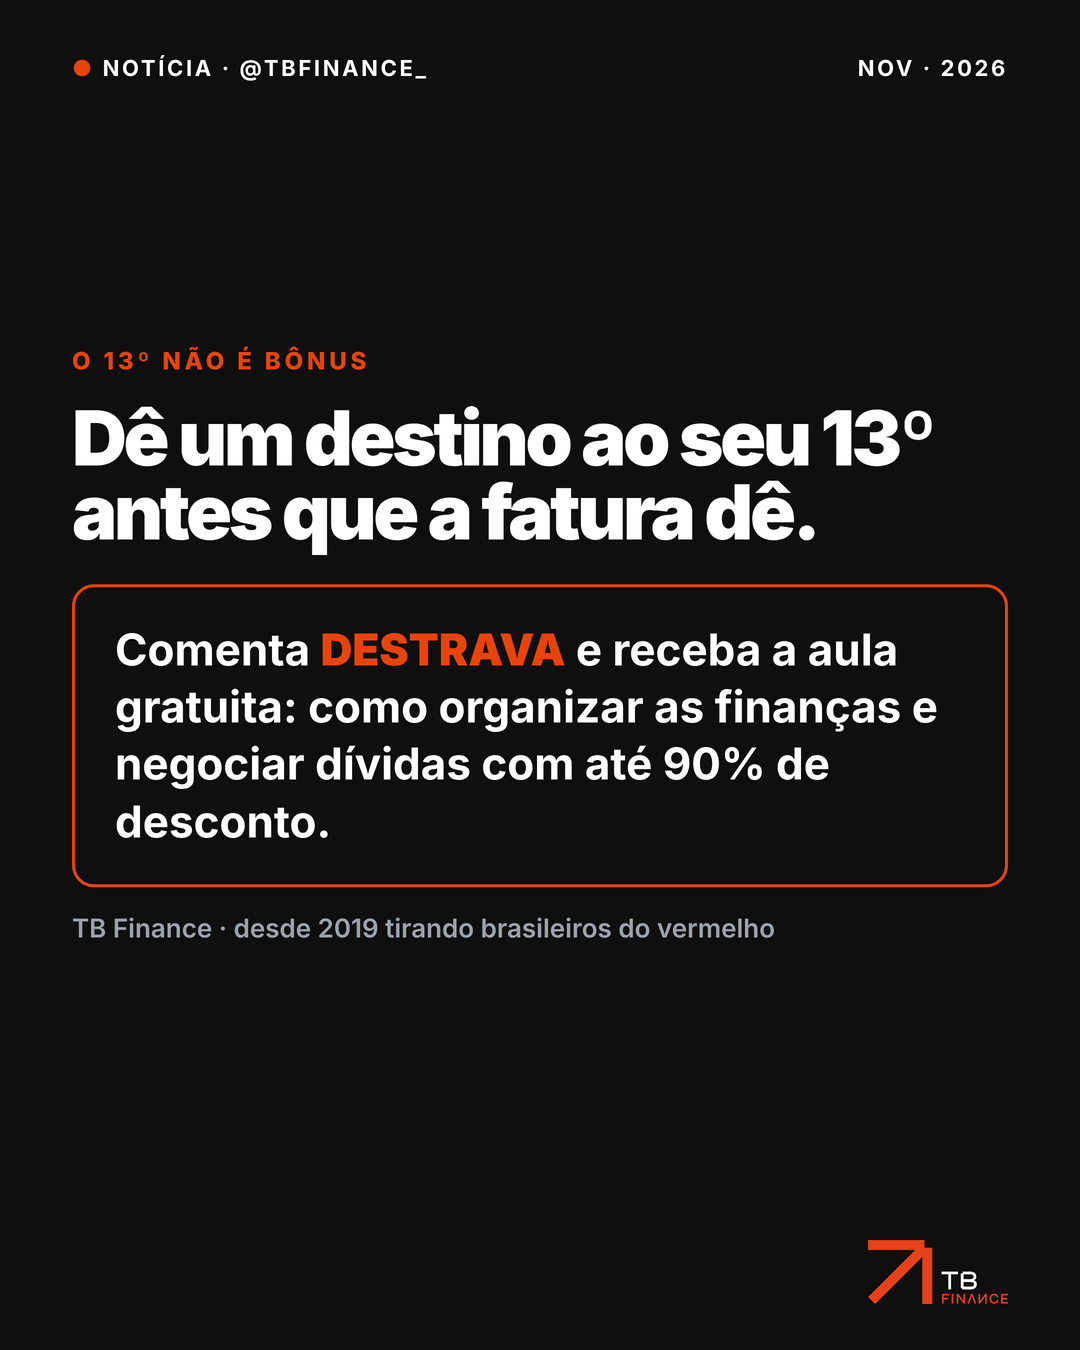 NOTÍCIA · @TBFINANCE_
NOV · 2026
O 13º NÃO É BÔNUS
Dê um destino ao seu 13º
antes que a fatura dê.
Comenta DESTRAVA e receba a aula
gratuita: como organizar as finanças e
negociar dívidas com até 90% de
desconto.
TB Finance · desde 2019 tirando brasileiros do vermelho
TB
FINANCE